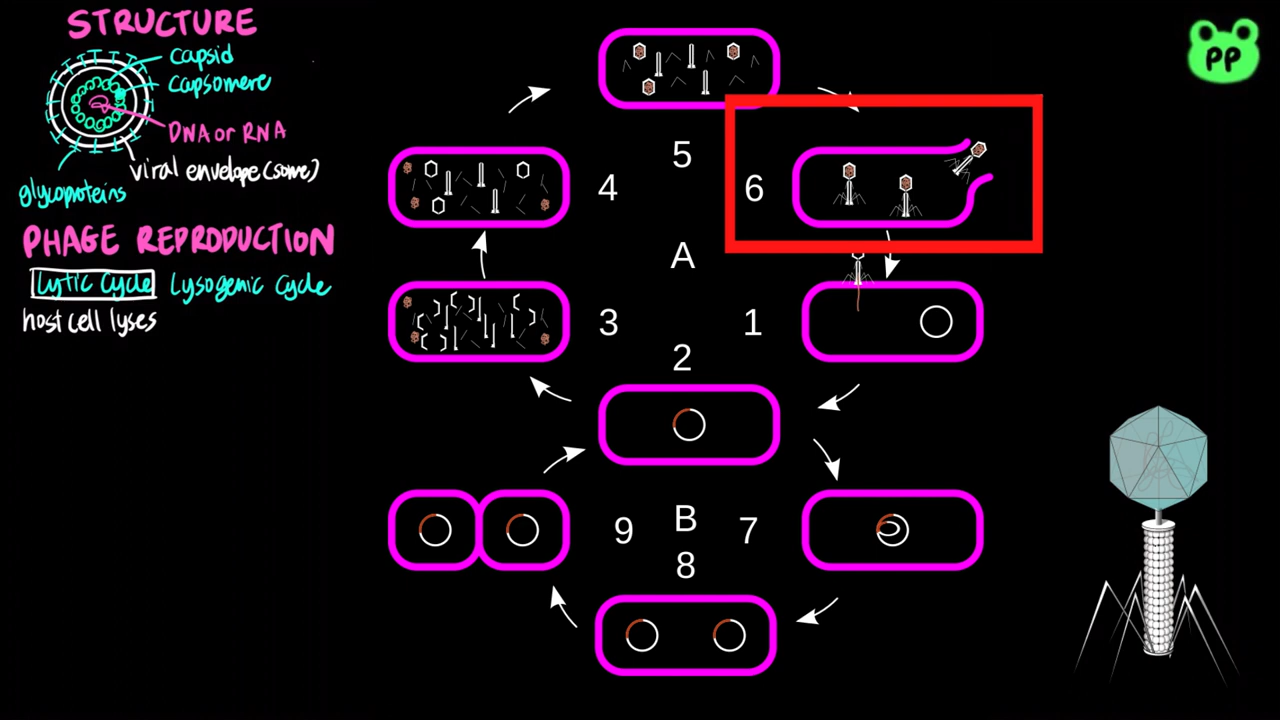 STRUCTURE
capsid
capsomere
DNA or RNA
viral envelope (some)
glycoproteins
PHAGE REPRODUCTION
Lytic Cycle Lysogenic Cycle
host cell lyses
5
4
6
A
3
1
2
9
B
7
8
PP